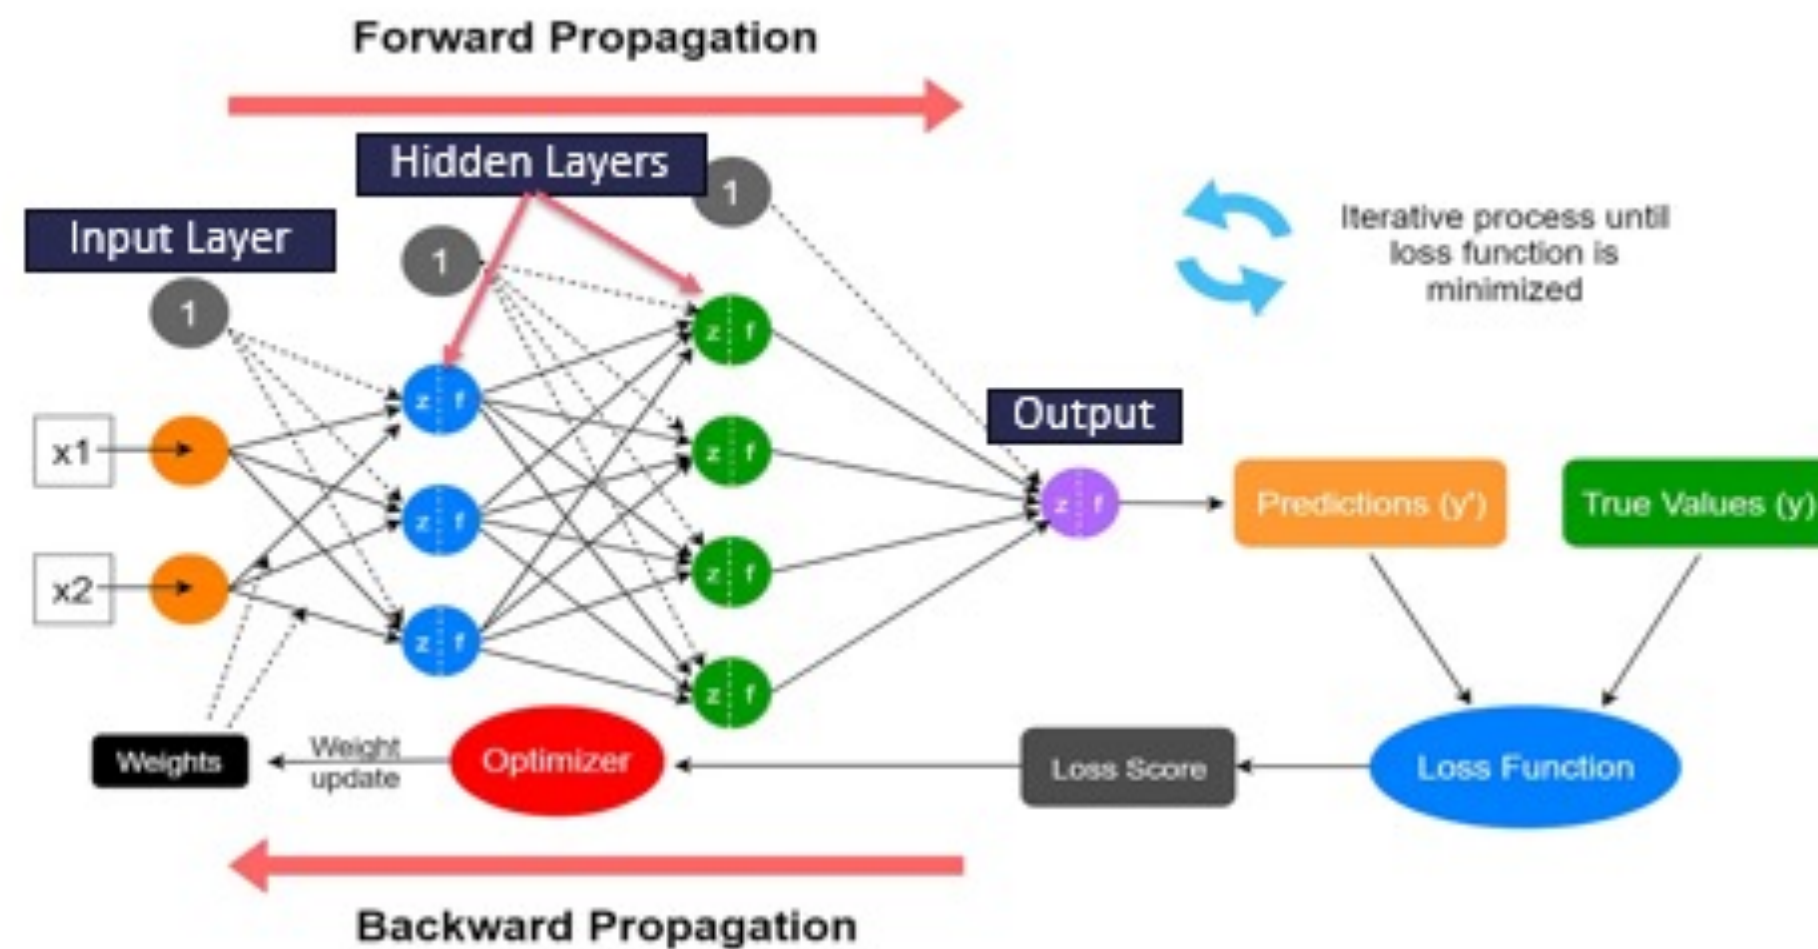 Forward Propagation
Hidden Layers
1
Input Layer
1
1
Iterative process until
loss function is
minimized
z f
x1
z f
z f
Output
z f
Predictions (y')
True Values (y)
z f
x2
z f
z f
z f
Weights
Weight
update
Optimizer
Loss Score
Loss Function
Backward Propagation